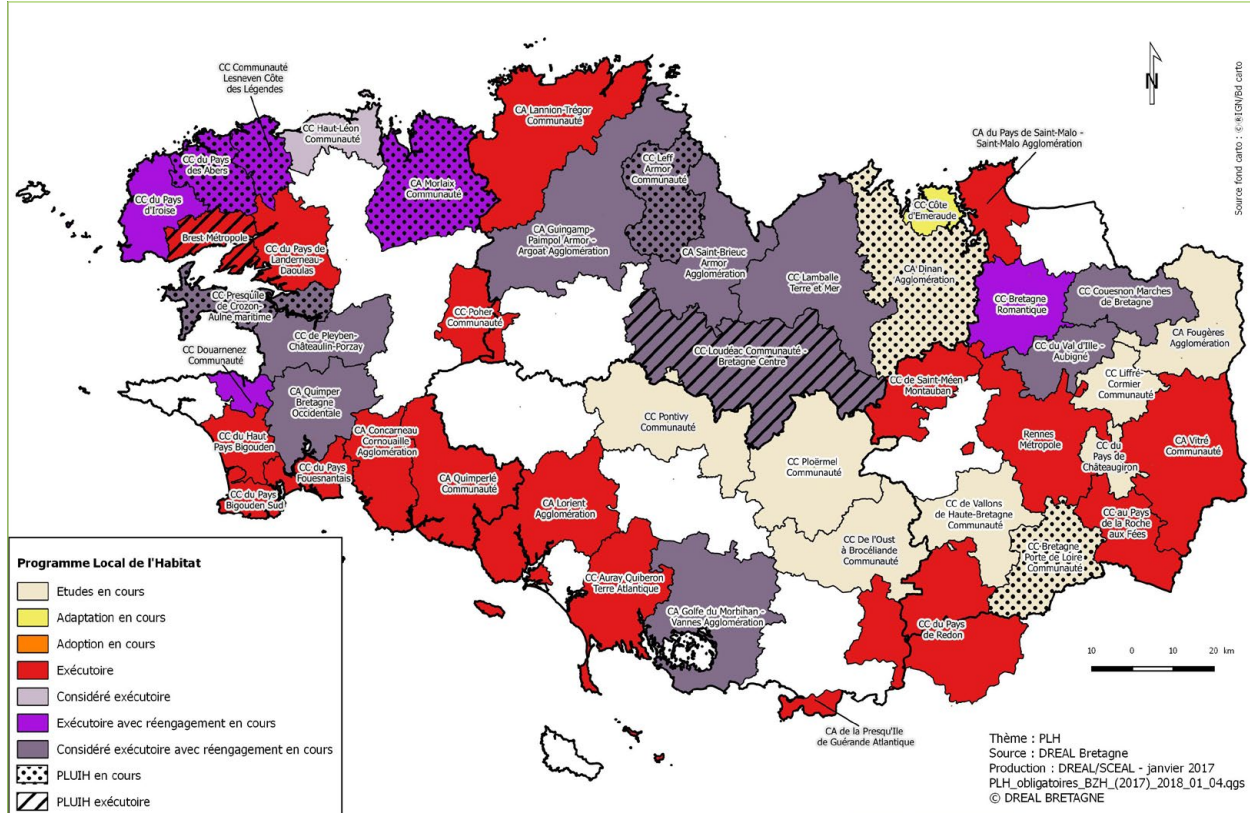 CC Communauté
Lesneven Côte
des Légendes
CC Haut-Léon
Communauté
CC du Pays
des Abers
CC du Pays
d'Iroise
Brest Métropole
CC du Pays de
Landerneau-
Daoulas
CA Morlaix
Communauté
CA Lannion-Trégor
Communauté
CC Leff
Armor
Communauté
CA Guingamp-
Paimpol Armor -
Argoat Agglomération
CA Saint-Brieuc
Armor
Agglomération
CC Lamballe
Terre et Mer
CC Côte
d'Emeraude
CA du Pays de Saint-Malo -
Saint-Malo Agglomération
N
Source fond carto : © IGN/Bd carto
CA Dinan
Agglomération
CC Bretagne
Romantique
CC Couesnon Marches
de Bretagne
CA Fougères
Agglomération
CC du Val d'Ille -
Aubigné
CC Liffré-
Cormier
Communauté
CC Presqu'île
de Crozon-
Aulne maritime
CC de Pleyben-
Châteaulin-Porzay
CC Douarnenez
Communauté
CC Poher
Communauté
CC Loudéac Communauté -
Bretagne Centre
CC de Saint-Méen
Montauban
Rennes
Métropole
CC du
Pays de
Châteaugiron
CA Vitré
Communauté
CA Quimper
Bretagne
Occidentale
CC du Haut
Pays Bigouden
CC du Pays
Fouesnantais
CC du Pays
Bigouden Sud
CA Concarneau
Cornouaille
Agglomération
CA Quimperlé
Communauté
CA Lorient
Agglomération
CC Pontivy
Communauté
CC Ploërmel
Communauté
CC De l'Oust
à Brocéliande
Communauté
CC de Vallons
de Haute-Bretagne
Communauté
CC Bretagne
Porte de Loire
Communauté
CC au Pays
de la Roche
aux Fées
CC Auray Quiberon
Terre Atlantique
CA Golfe du Morbihan -
Vannes Agglomération
CC du Pays
de Redon
CA de la Presqu'Ile
de Guérande Atlantique
10 0 10 20 km
Programme Local de l'Habitat
Etudes en cours
Adaptation en cours
Adoption en cours
Exécutoire
Considéré exécutoire
Exécutoire avec réengagement en cours
Considéré exécutoire avec réengagement en cours
PLUIH en cours
PLUIH exécutoire
Thème : PLH
Source : DREAL Bretagne
Production : DREAL/SCEAL - janvier 2017
PLH_obligatoires_BZH_(2017)_2018_01_04.qgs
© DREAL BRETAGNE